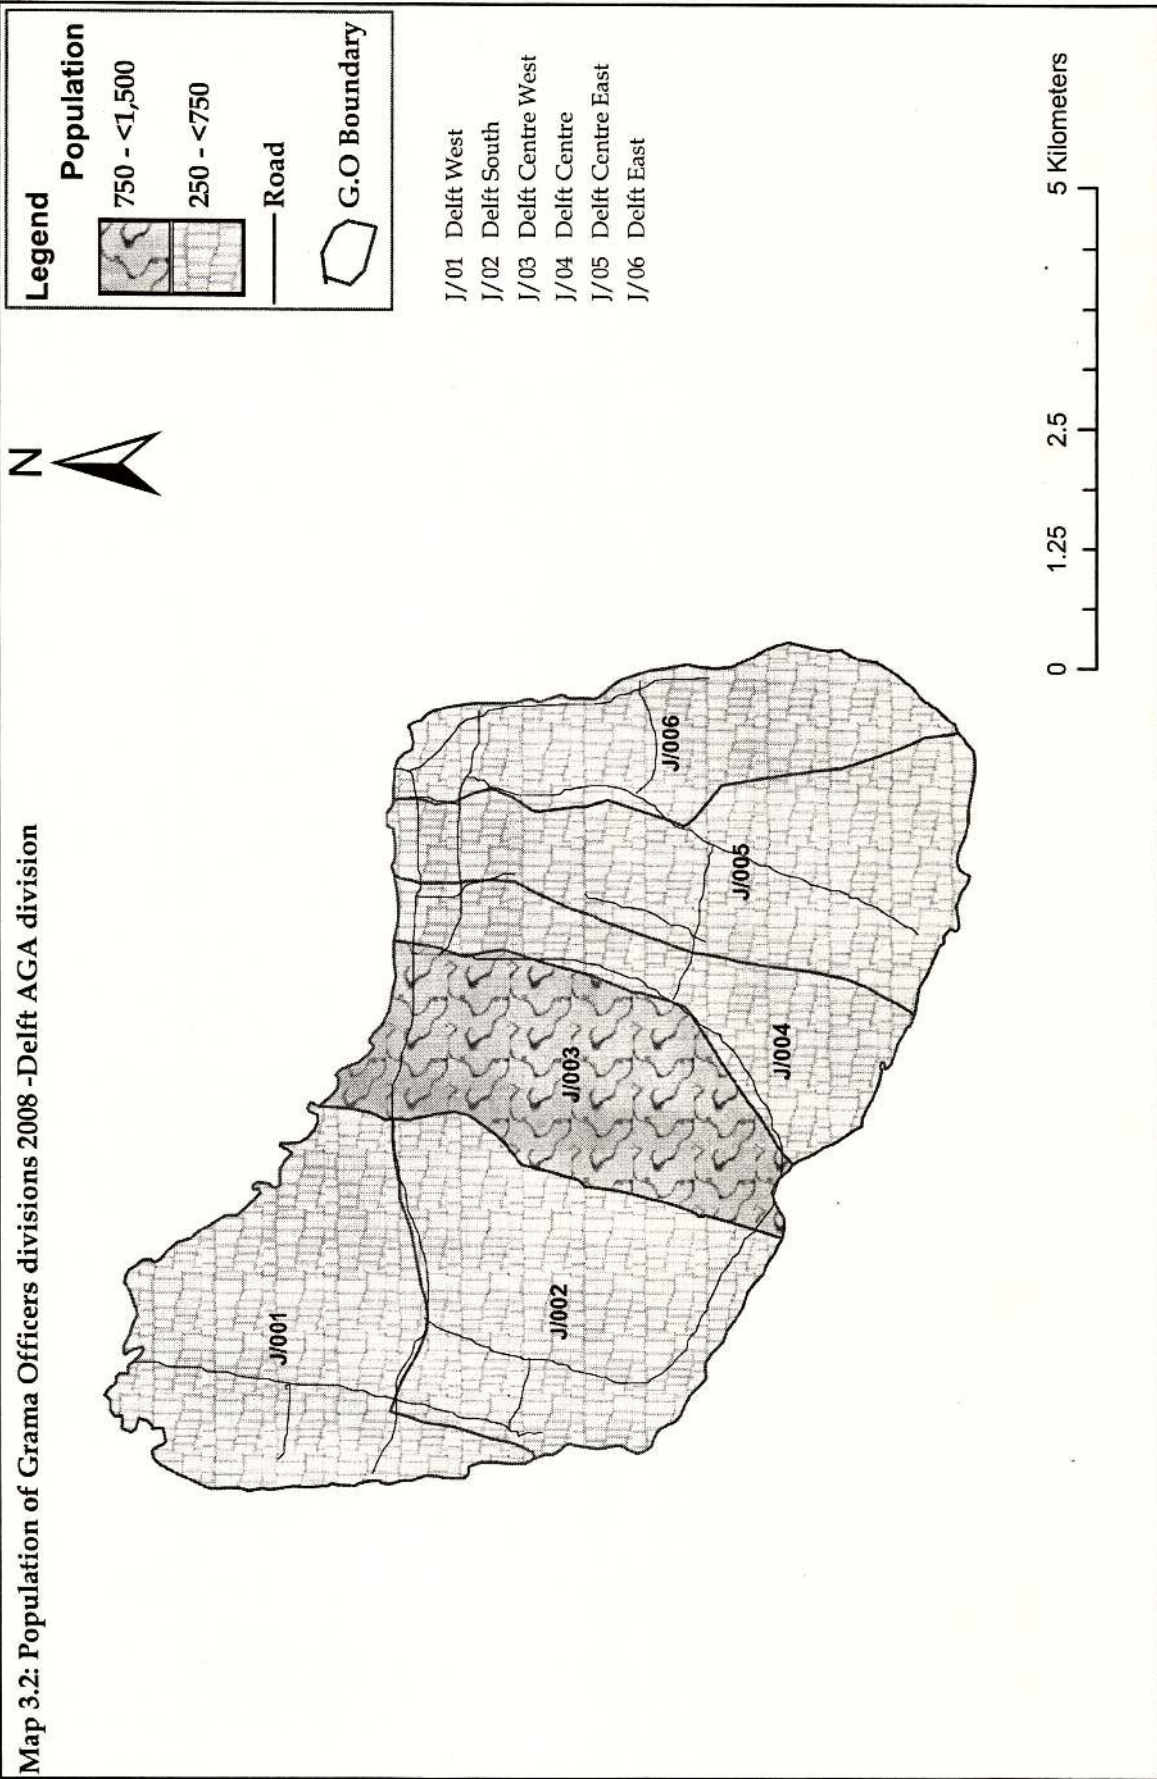 Map 3.2: Population of Grama Officers divisions 2008 -Delft AGA division
N
Legend
Population
750 - <1,500
250 - <750
Road
G.O Boundary
J/01 Delft West
J/02 Delft South
J/03 Delft Centre West
J/04 Delft Centre
J/05 Delft Centre East
J/06 Delft East
J/001
J/002
J/003
J/004
J/005
J/006
0 1.25 2.5 5 Kilometers